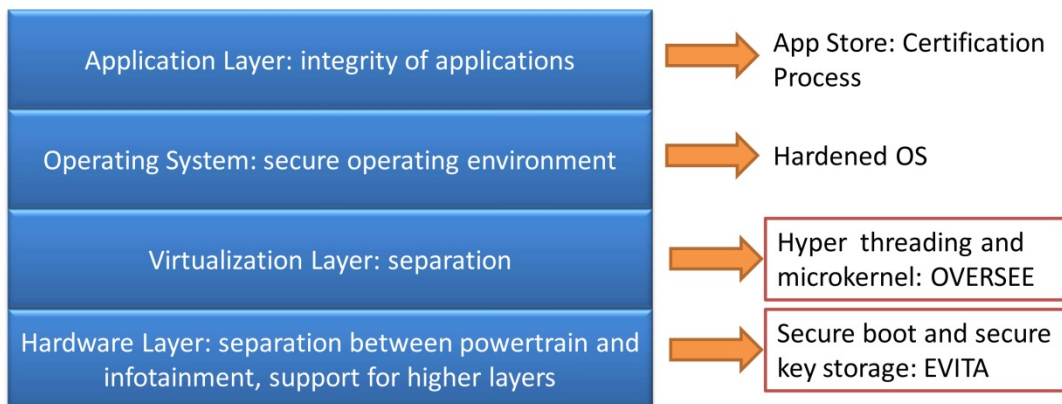 Application Layer: integrity of applications
App Store: Certification
Process
Operating System: secure operating environment
Hardened OS
Virtualization Layer: separation
Hyper threading and
microkernel: OVERSEE
Hardware Layer: separation between powertrain and
infotainment, support for higher layers
Secure boot and secure
key storage: EVITA